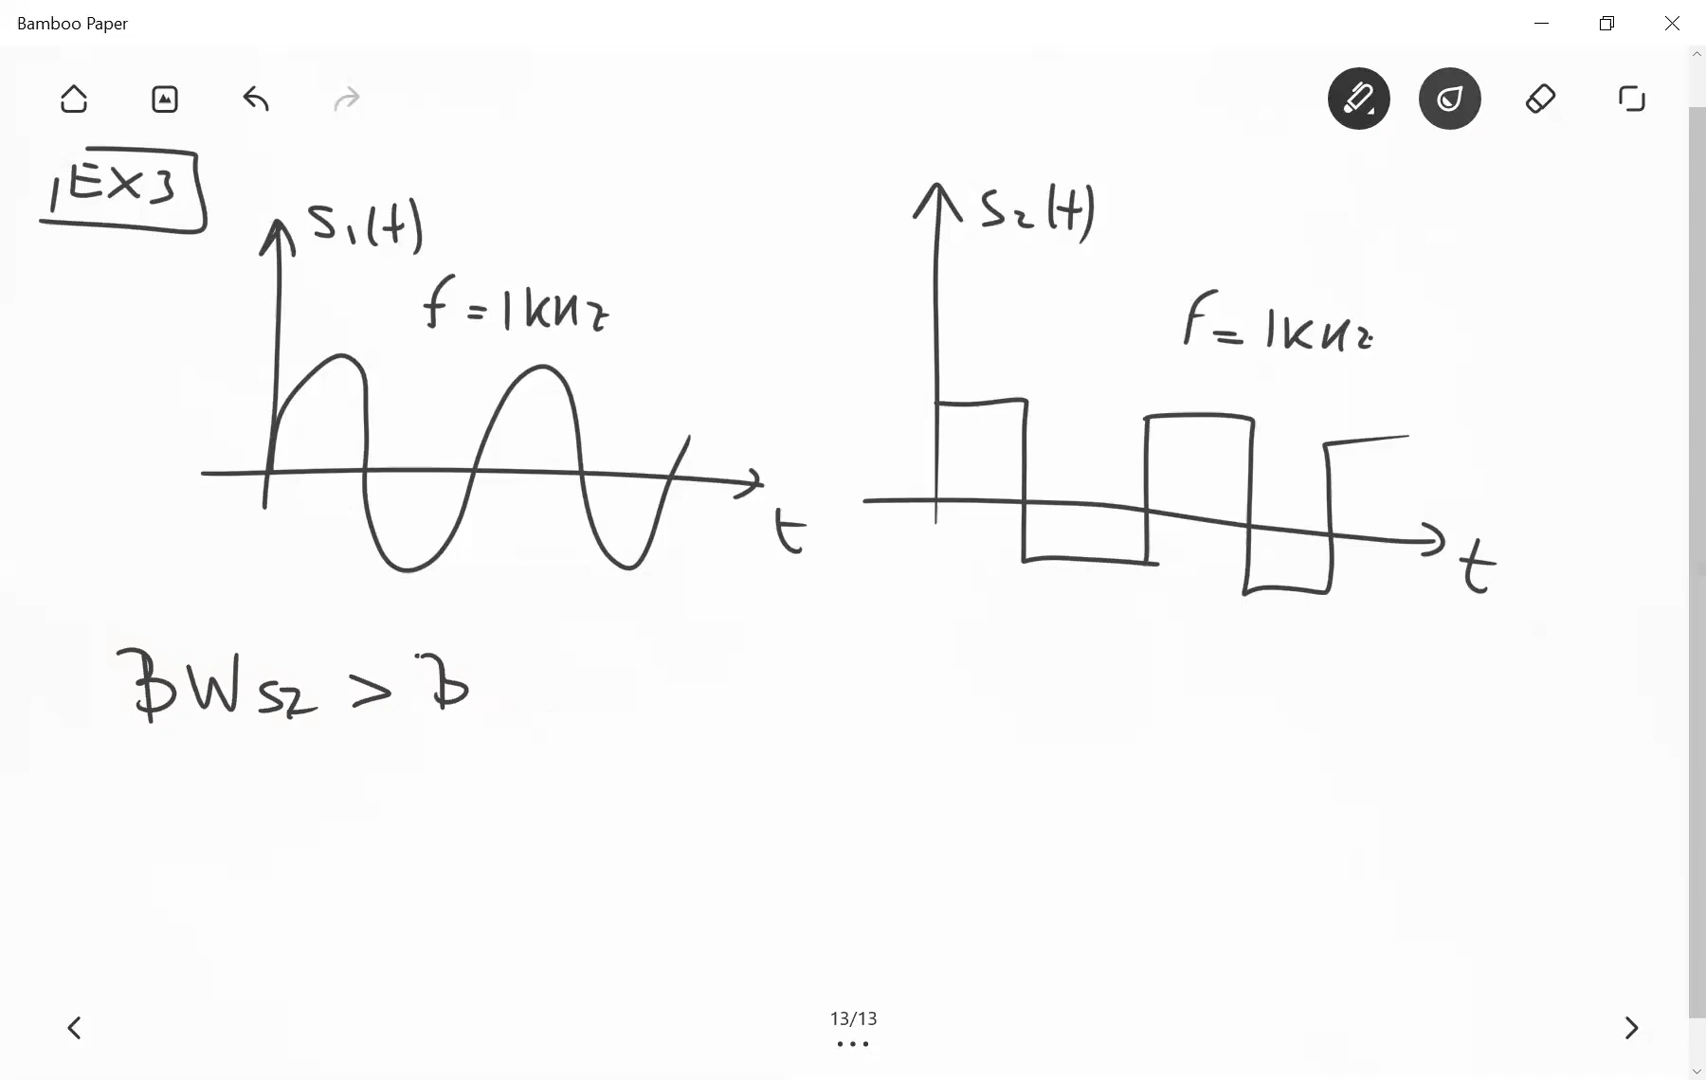 Bamboo Paper
EX3
S1(t)
f = 1kHz
t
S2(t)
f = 1kHz
t
BWS2 > B
13/13